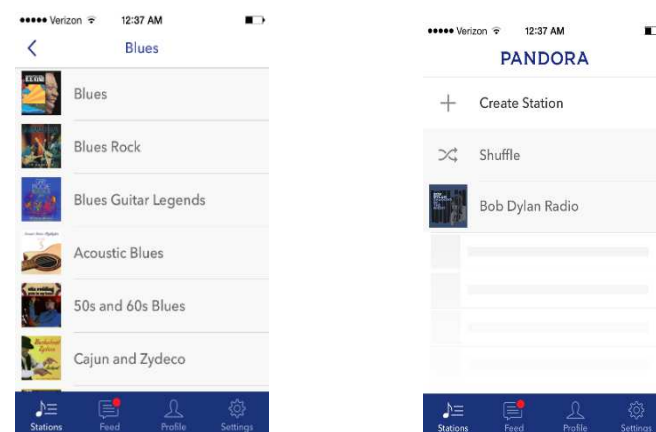 Verizon 12:37 AM
Blues
Blues
Blues Rock
Blues Guitar Legends
Acoustic Blues
50s and 60s Blues
Cajun and Zydeco
Stations Feed Profile Settings
Verizon 12:37 AM
PANDORA
Create Station
Shuffle
Bob Dylan Radio
Stations Feed Profile Settings